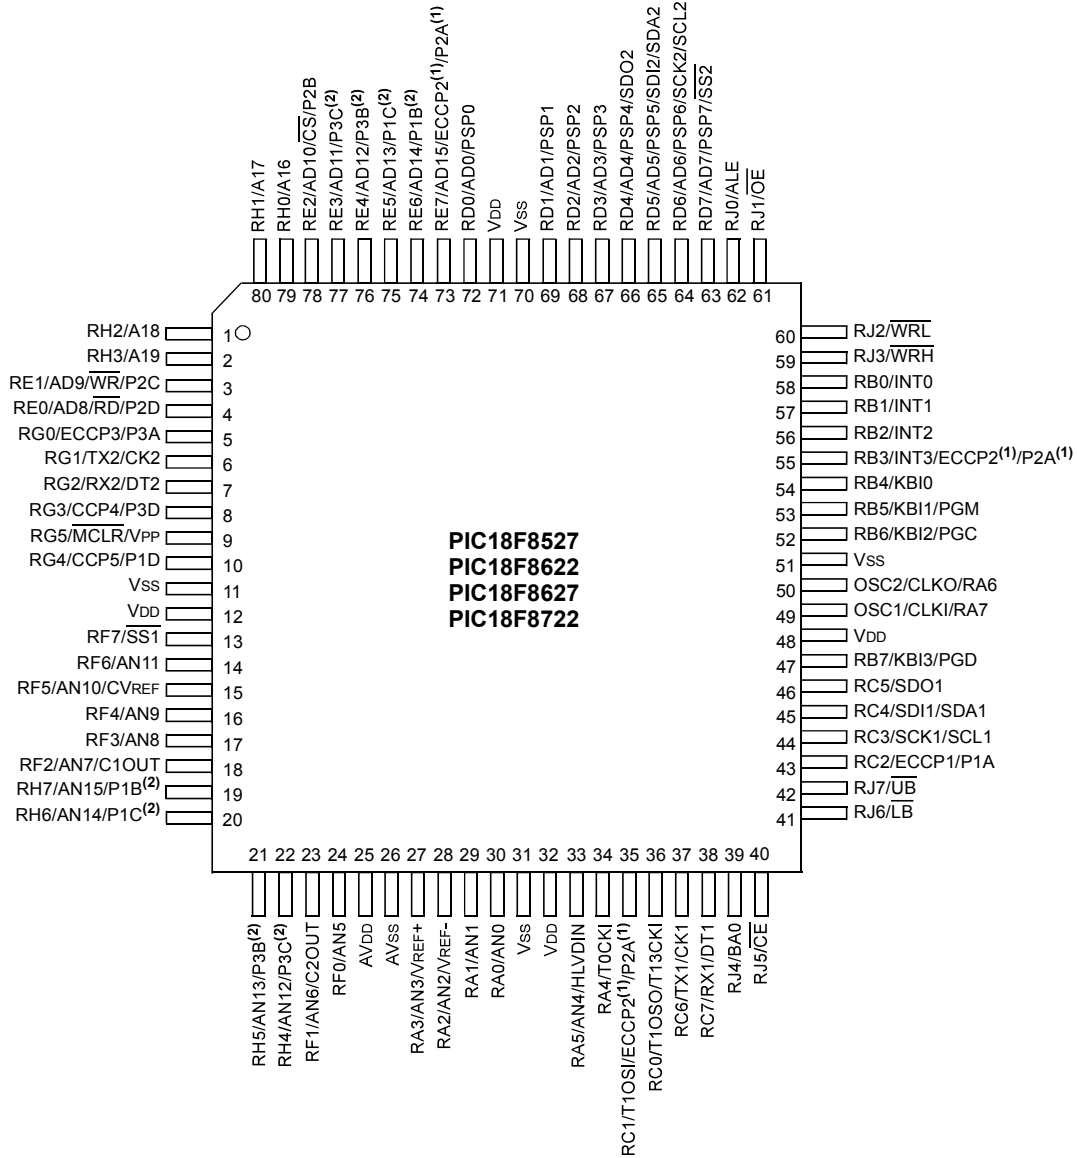 RH1/A17
RH0/A16
RE2/AD10/CS/P2B
RE3/AD11/P3C(2)
RE4/AD12/P3B(2)
RE5/AD13/P1C(2)
RE6/AD14/P1B(2)
RE7/AD15/ECCP2(1)/P2A(1)
RD0/AD0/PSP0
VDD
VSS
RD1/AD1/PSP1
RD2/AD2/PSP2
RD3/AD3/PSP3
RD4/AD4/PSP4/SDO2
RD5/AD5/PSP5/SDI2/SDA2
RD6/AD6/PSP6/SCK2/SCL2
RD7/AD7/PSP7/SS2
RJ0/ALE
RJ1/OE
80 79 78 77 76 75 74 73 72 71 70 69 68 67 66 65 64 63 62 61
RH2/A18 1
RH3/A19 2
RE1/AD9/WR/P2C 3
RE0/AD8/RD/P2D 4
RG0/ECCP3/P3A 5
RG1/TX2/CK2 6
RG2/RX2/DT2 7
RG3/CCP4/P3D 8
RG5/MCLR/VPP 9
RG4/CCP5/P1D 10
VSS 11
VDD 12
RF7/SS1 13
RF6/AN11 14
RF5/AN10/CVREF 15
RF4/AN9 16
RF3/AN8 17
RF2/AN7/C1OUT 18
RH7/AN15/P1B(2) 19
RH6/AN14/P1C(2) 20
PIC18F8527
PIC18F8622
PIC18F8627
PIC18F8722
60 RJ2/WRL
59 RJ3/WRH
58 RB0/INT0
57 RB1/INT1
56 RB2/INT2
55 RB3/INT3/ECCP2(1)/P2A(1)
54 RB4/KBI0
53 RB5/KBI1/PGM
52 RB6/KBI2/PGC
51 VSS
50 OSC2/CLKO/RA6
49 OSC1/CLKI/RA7
48 VDD
47 RB7/KBI3/PGD
46 RC5/SDO1
45 RC4/SDI1/SDA1
44 RC3/SCK1/SCL1
43 RC2/ECCP1/P1A
42 RJ7/UB
41 RJ6/LB
21 22 23 24 25 26 27 28 29 30 31 32 33 34 35 36 37 38 39 40
RH5/AN13/P3B(2)
RH4/AN12/P3C(2)
RF1/AN6/C2OUT
RF0/AN5
AVDD
AVSS
RA3/AN3/VREF+
RA2/AN2/VREF-
RA1/AN1
RA0/AN0
VSS
VDD
RA5/AN4/HLVDIN
RA4/T0CKI
RC1/T1OSI/ECCP2(1)/P2A(1)
RC0/T1OSO/T13CKI
RC6/TX1/CK1
RC7/RX1/DT1
RJ4/BA0
RJ5/CE